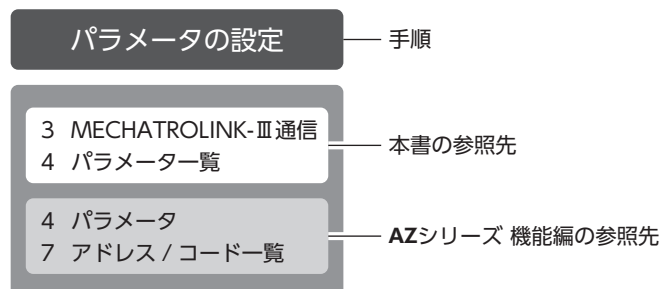 パラメータの設定
手順
3 MECHATROLINK-Ⅲ通信
4 パラメーター覧
本書の参照先
4 パラメータ
7 アドレス / コード一覧
AZシリーズ 機能編の参照先